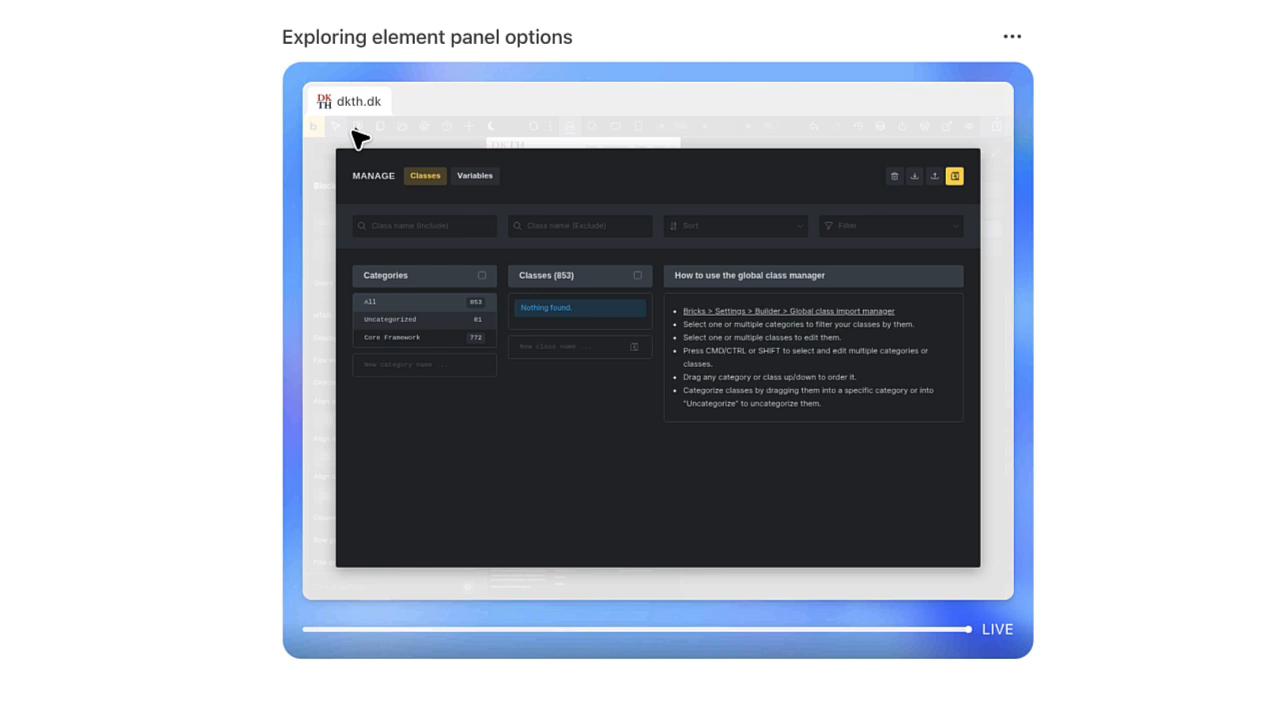 Exploring element panel options
DK
TH
dkth.dk
b
DKTH
MANAGE
Classes
Variables
Class name (Include)
Class name (Exclude)
Sort
Filter
Categories
Classes (853)
How to use the global class manager
All
853
Uncategorized
81
Core Framework
772
New category name ...
Nothing found.
New class name ...
Bricks > Settings > Builder > Global class import manager
Select one or multiple categories to filter your classes by them.
Select one or multiple classes to edit them.
Press CMD/CTRL or SHIFT to select and edit multiple categories or
classes.
Drag any category or class up/down to order it.
Categorize classes by dragging them into a specific category or into
"Uncategorize" to uncategorize them.
LIVE